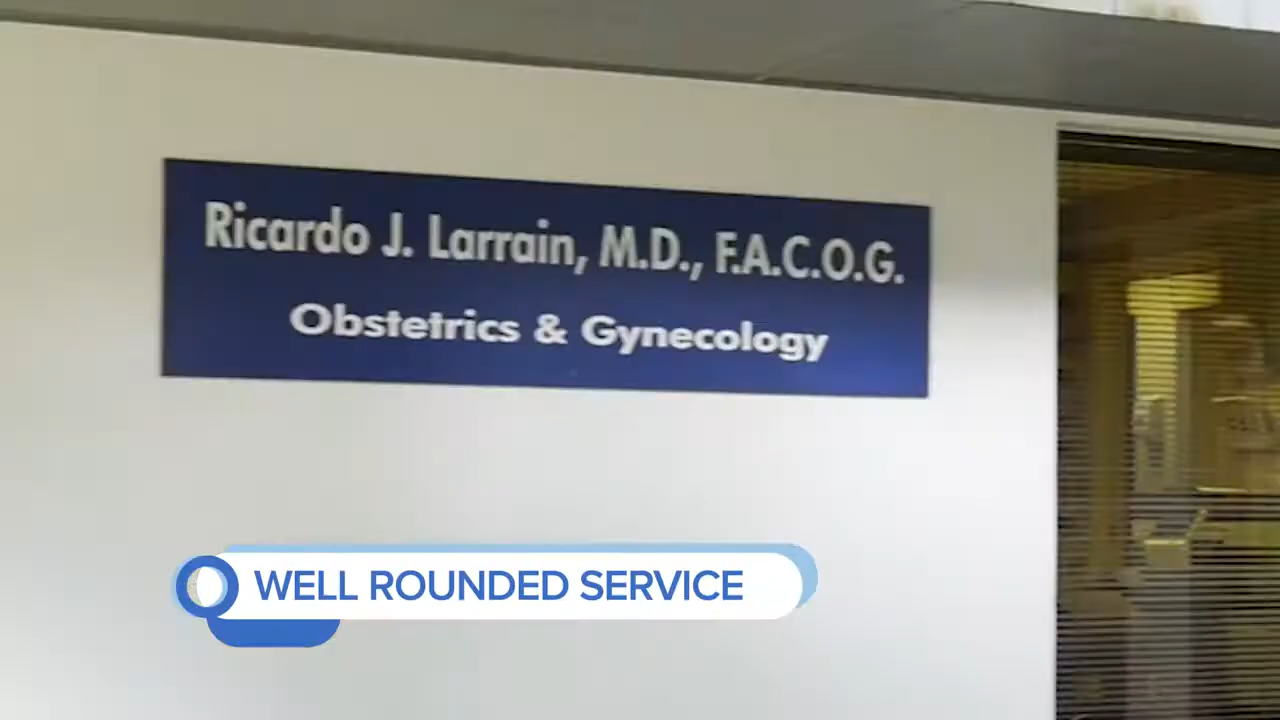 Ricardo J. Larrain, M.D., F.A.C.O.G.
Obstetrics & Gynecology
WELL ROUNDED SERVICE